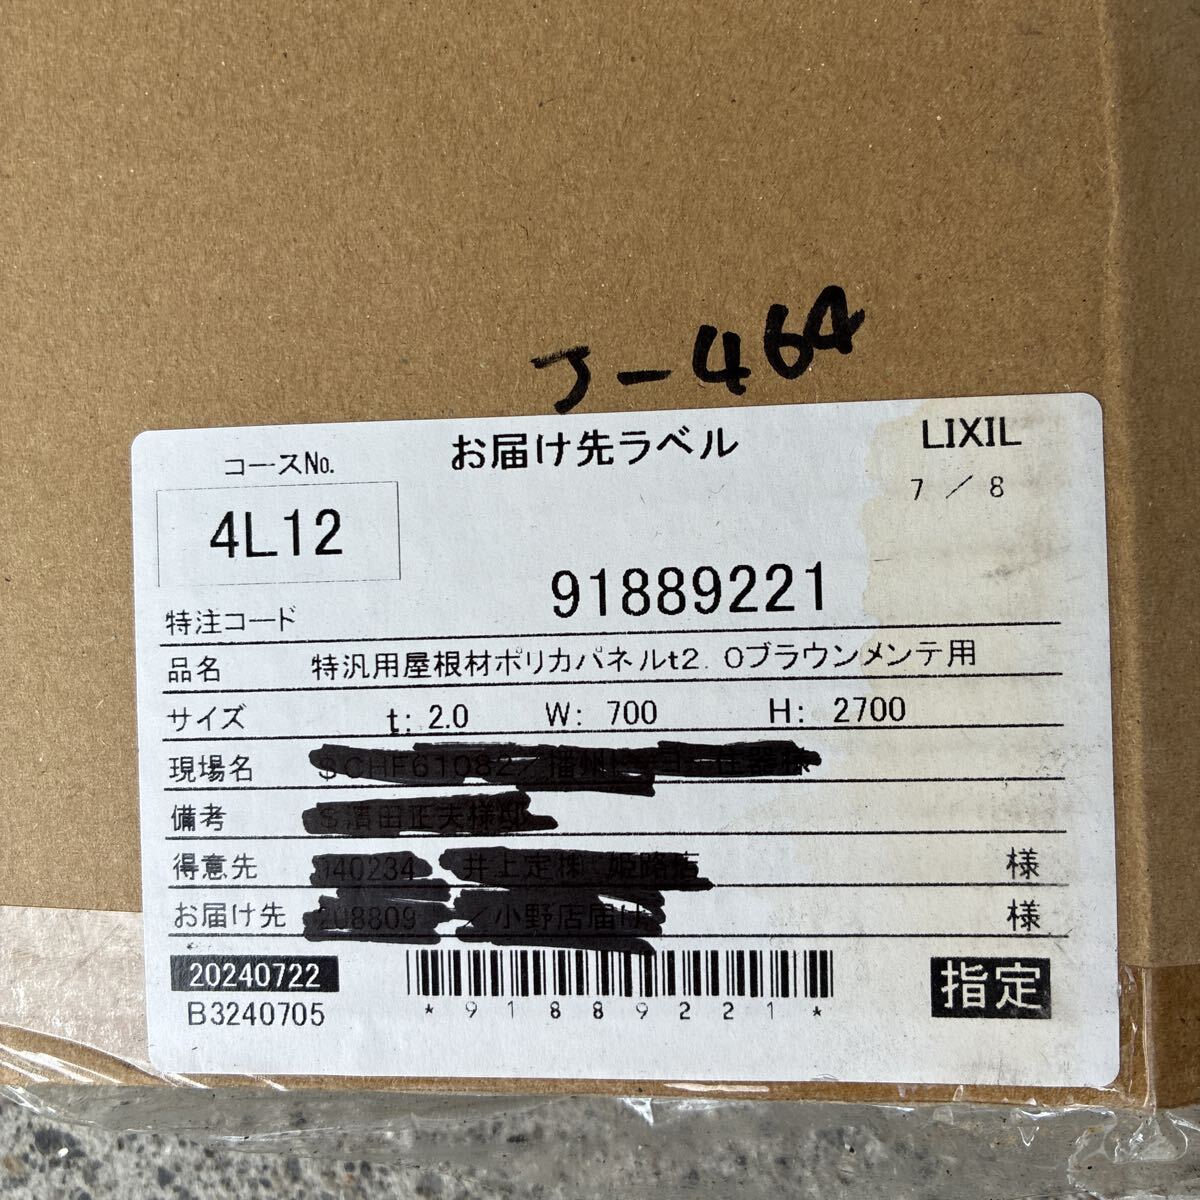 J-464
お届け先ラベル
LIXIL
コースNo.
7 / 8
4L12
91889221
特注コード
品名 特汎用屋根材ポリカパネルt2.0ブラウンメンテ用
サイズ t: 2.0 W: 700 H: 2700
現場名
備考
得意先 様
お届け先 様
20240722
B3240705
*91889221*
指定